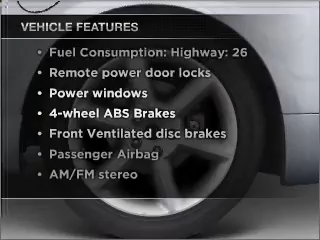 VEHICLE FEATURES
• Fuel Consumption: Highway: 26
• Remote power door locks
• Power windows
• 4-wheel ABS Brakes
• Front Ventilated disc brakes
• Passenger Airbag
• AM/FM stereo